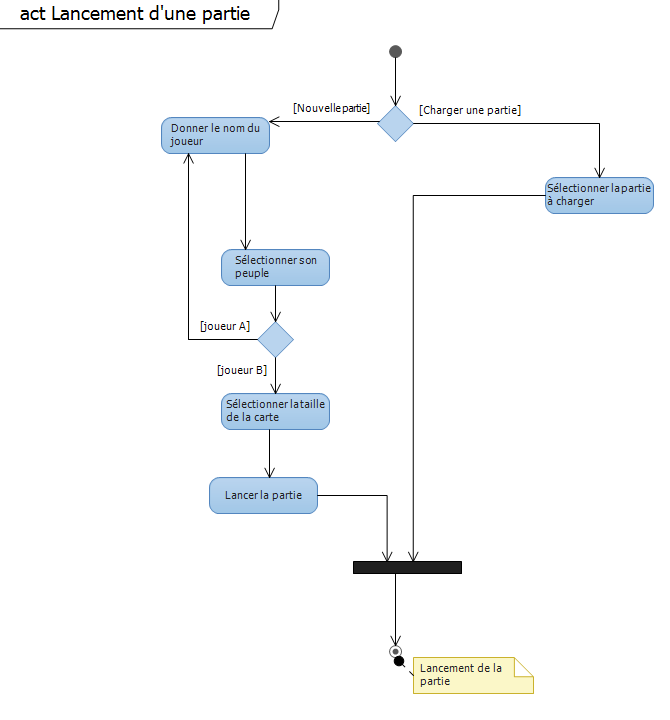 act Lancement d'une partie
[Nouvelle partie]
[Charger une partie]
Donner le nom du
joueur
Sélectionner la partie
à charger
Sélectionner son
peuple
[joueur A]
[joueur B]
Sélectionner la taille
de la carte
Lancer la partie
Lancement de la
partie